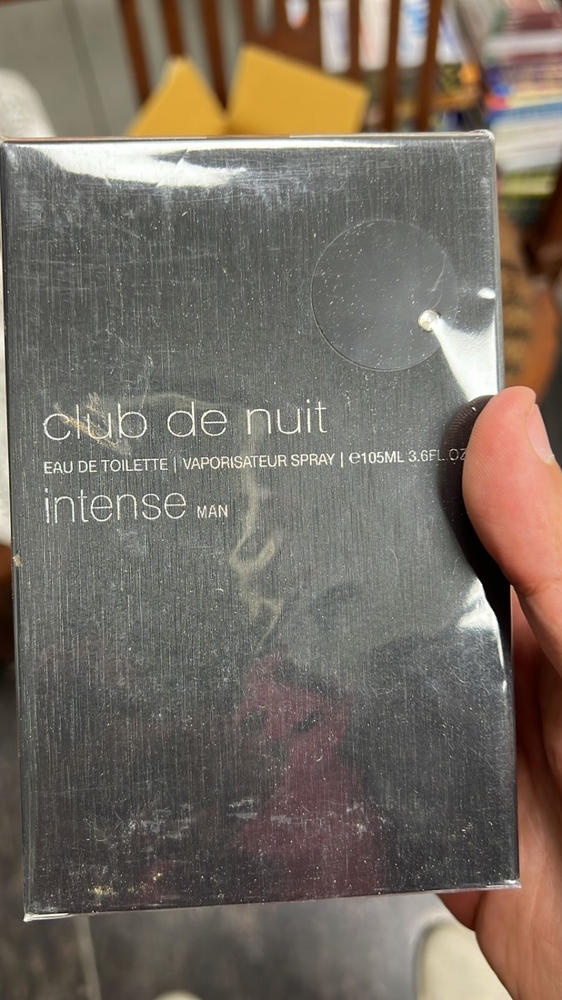 club de nuit
EAU DE TOILETTE | VAPORISATEUR SPRAY | ℮105ML 3.6FL.OZ
intense MAN